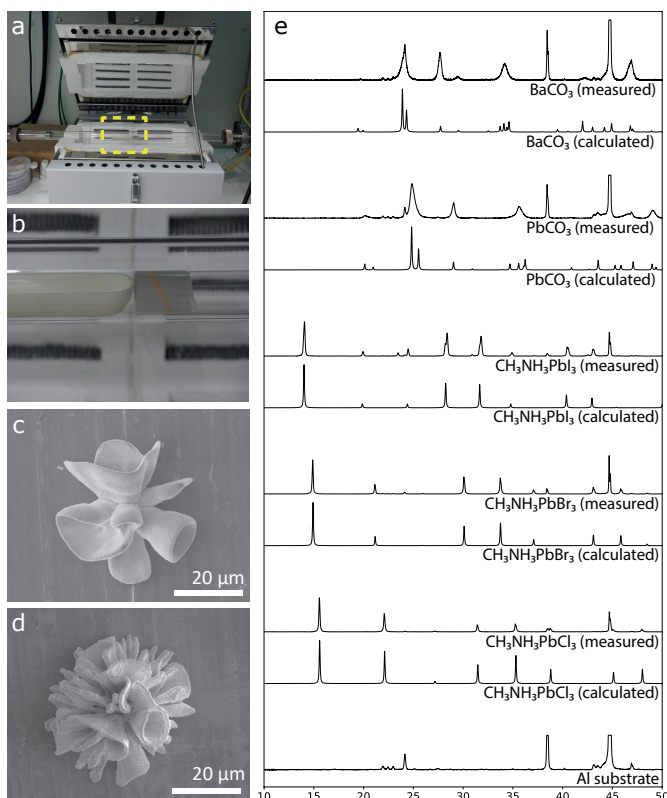 a
b
c
20 µm
d
20 µm
e
BaCO₃ (measured)
BaCO₃ (calculated)
PbCO₃ (measured)
PbCO₃ (calculated)
CH₃NH₃PbI₃ (measured)
CH₃NH₃PbI₃ (calculated)
CH₃NH₃PbBr₃ (measured)
CH₃NH₃PbBr₃ (calculated)
CH₃NH₃PbCl₃ (measured)
CH₃NH₃PbCl₃ (calculated)
Al substrate
10 15 20 25 30 35 40 45 50